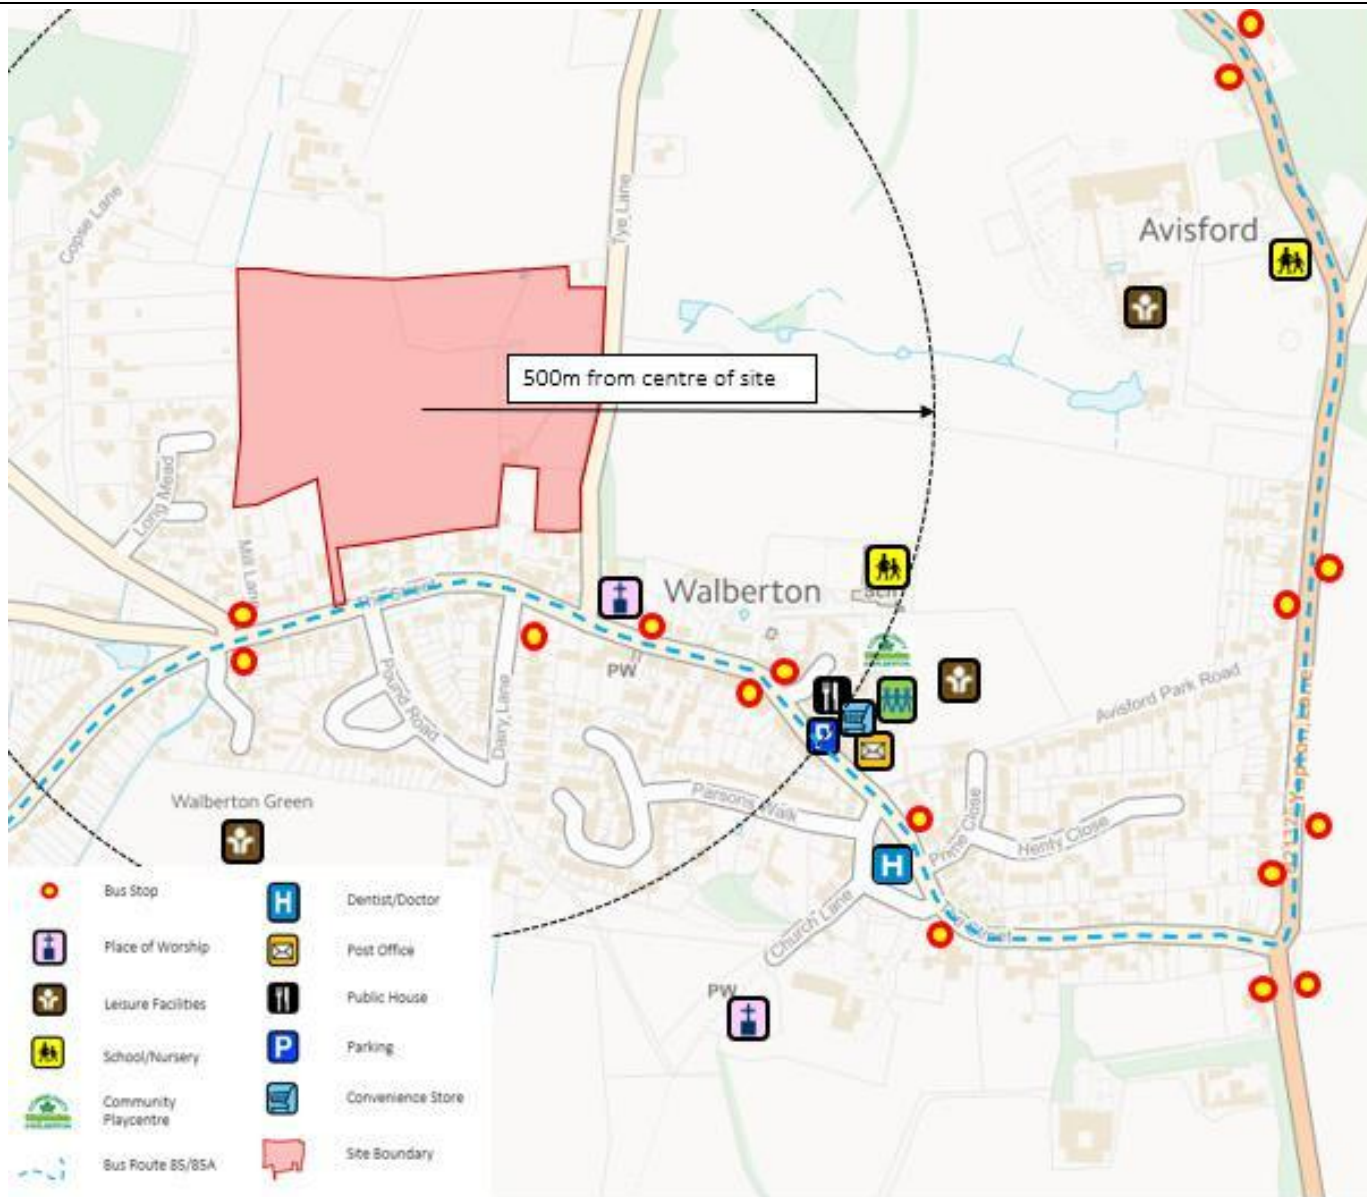 Copse Lane
Tye Lane
Avisford
500m from centre of site
Long Mead
Mill Lane
Walberton
Sch
PW
Pound Road
Dairy Lane
Avisford Park Road
Walberton Green
Parsons Walk
Pryme Close
Henty Close
Church Lane
PW
Bus Stop
Place of Worship
Leisure Facilities
School/Nursery
Community
Playcentre
Bus Route 85/85A
H
Dentist/Doctor
Post Office
Public House
P
Parking
Convenience Store
Site Boundary
H